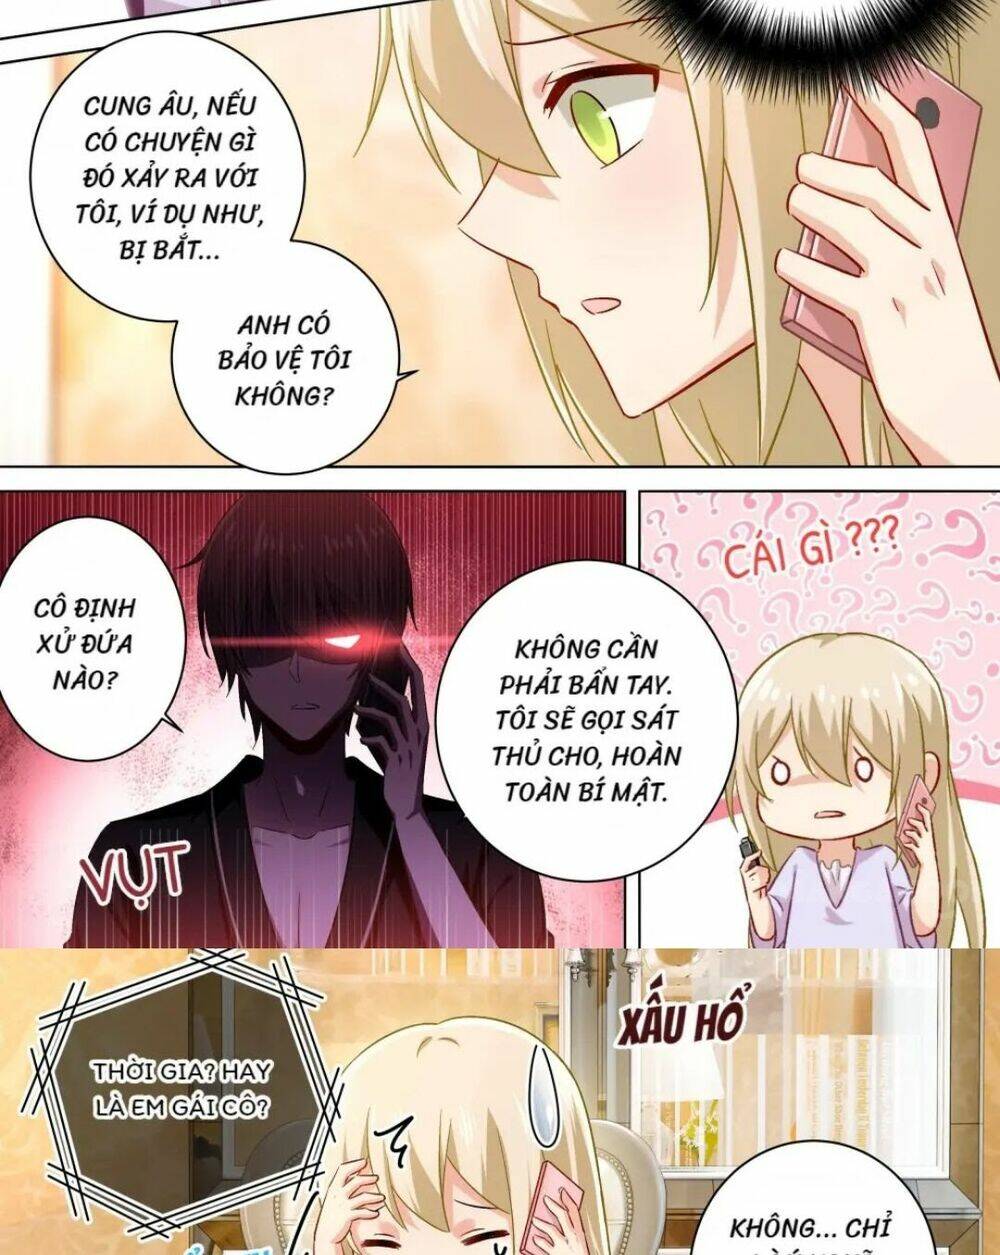 CUNG ÂU, NẾU
CÓ CHUYỆN GÌ
ĐÓ XẢY RA VỚI
TÔI, VÍ DỤ NHƯ,
BỊ BẮT...
ANH CÓ
BẢO VỆ TÔI
KHÔNG?
CÔ ĐỊNH
XỬ ĐỨA
NÀO?
KHÔNG CẦN
PHẢI BẨN TAY.
TÔI SẼ GỌI SÁT
THỦ CHO, HOÀN
TOÀN BÍ MẬT.
CÁI GÌ ???
VỤT
XẤU HỔ
THỜI GIA? HAY
LÀ EM GÁI CÔ?
KHÔNG... CHỈ